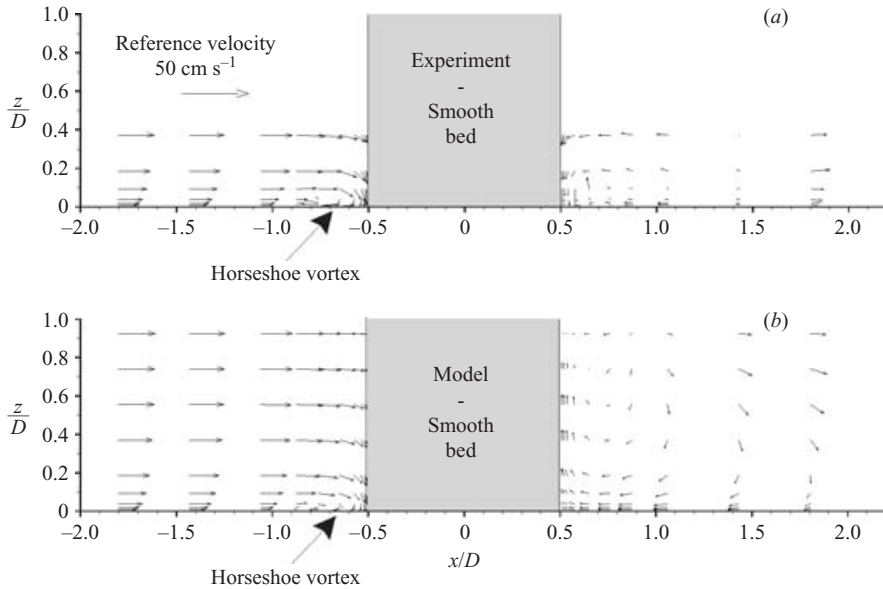 (a)
1.0
0.8
0.6
0.4
0.2
0
z/D
Reference velocity
50 cm s–1
Experiment
-
Smooth
bed
–2.0 –1.5 –1.0 –0.5 0 0.5 1.0 1.5 2.0
Horseshoe vortex
(b)
1.0
0.8
0.6
0.4
0.2
0
z/D
Model
-
Smooth
bed
–2.0 –1.5 –1.0 –0.5 0 0.5 1.0 1.5 2.0
x/D
Horseshoe vortex